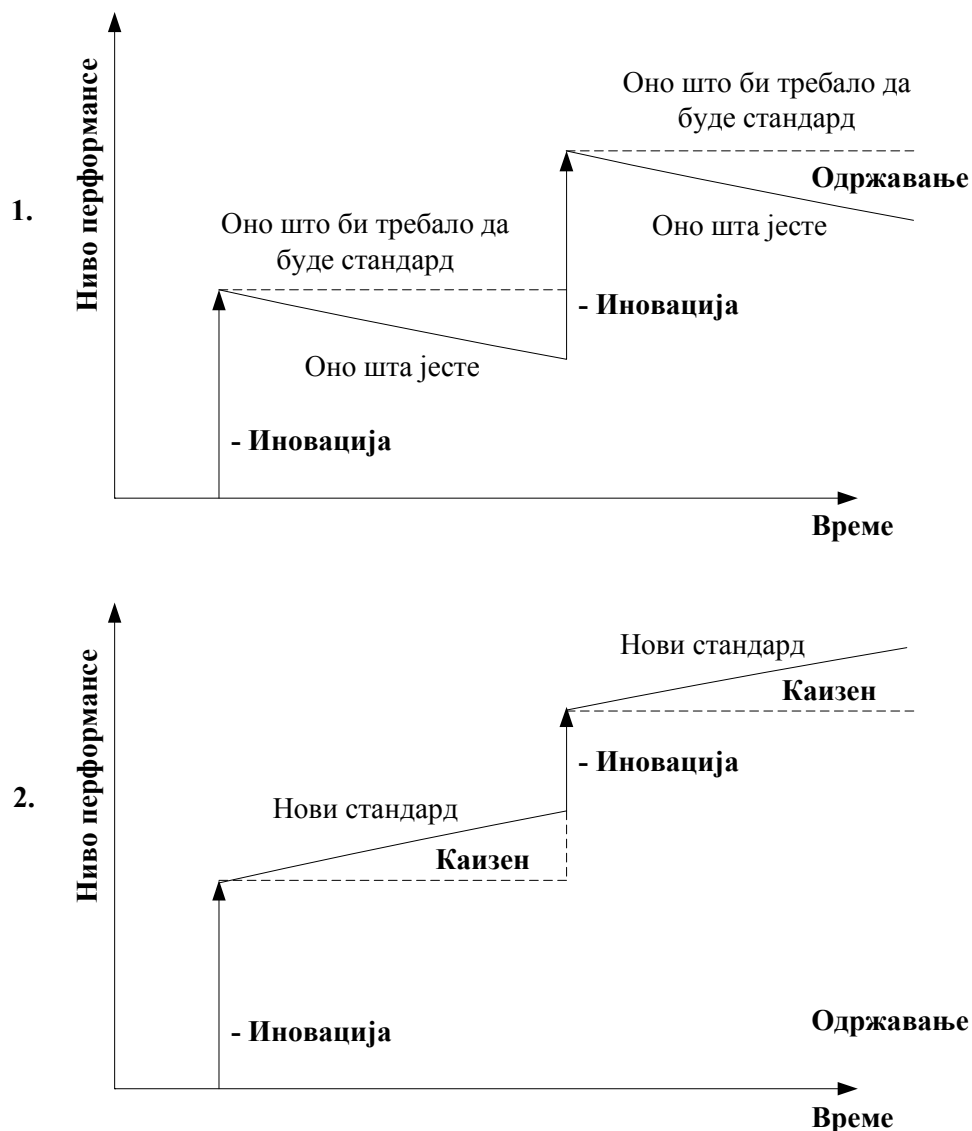 Оно што би требало да
буде стандард
Одржавање
1.
Ниво перформансе
Оно што би требало да
буде стандард
Оно шта јесте
- Иновација
Оно шта јесте
- Иновација
Време
Нови стандард
Каизен
- Иновација
2.
Ниво перформансе
Нови стандард
Каизен
- Иновација
Одржавање
Време